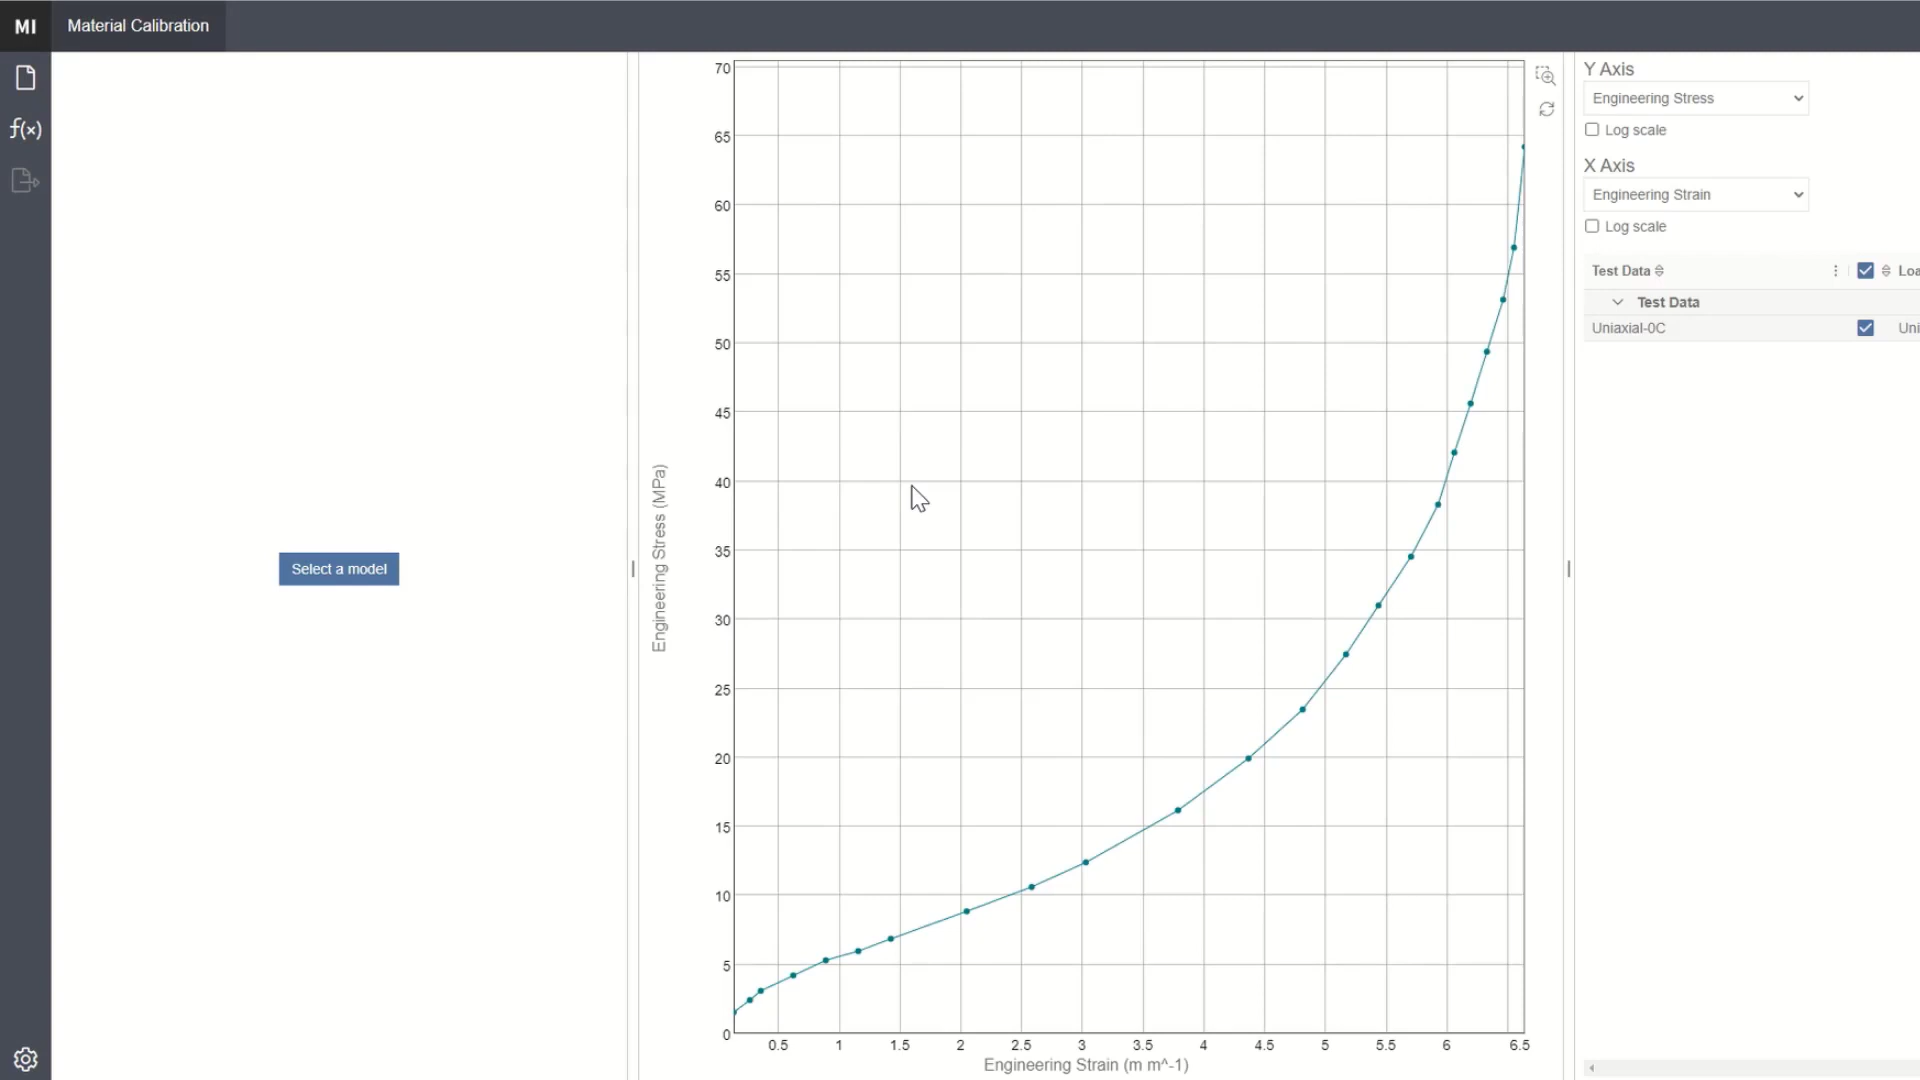 MI Material Calibration
f(x)
Select a model
70
65
60
55
50
45
40
35
30
25
20
15
10
5
0
Engineering Stress (MPa)
0.5 1 1.5 2 2.5 3 3.5 4 4.5 5 5.5 6 6.5
Engineering Strain (m m^-1)
Y Axis
Engineering Stress
Log scale
X Axis
Engineering Strain
Log scale
Test Data Loa
Test Data
Uniaxial-0C Uni